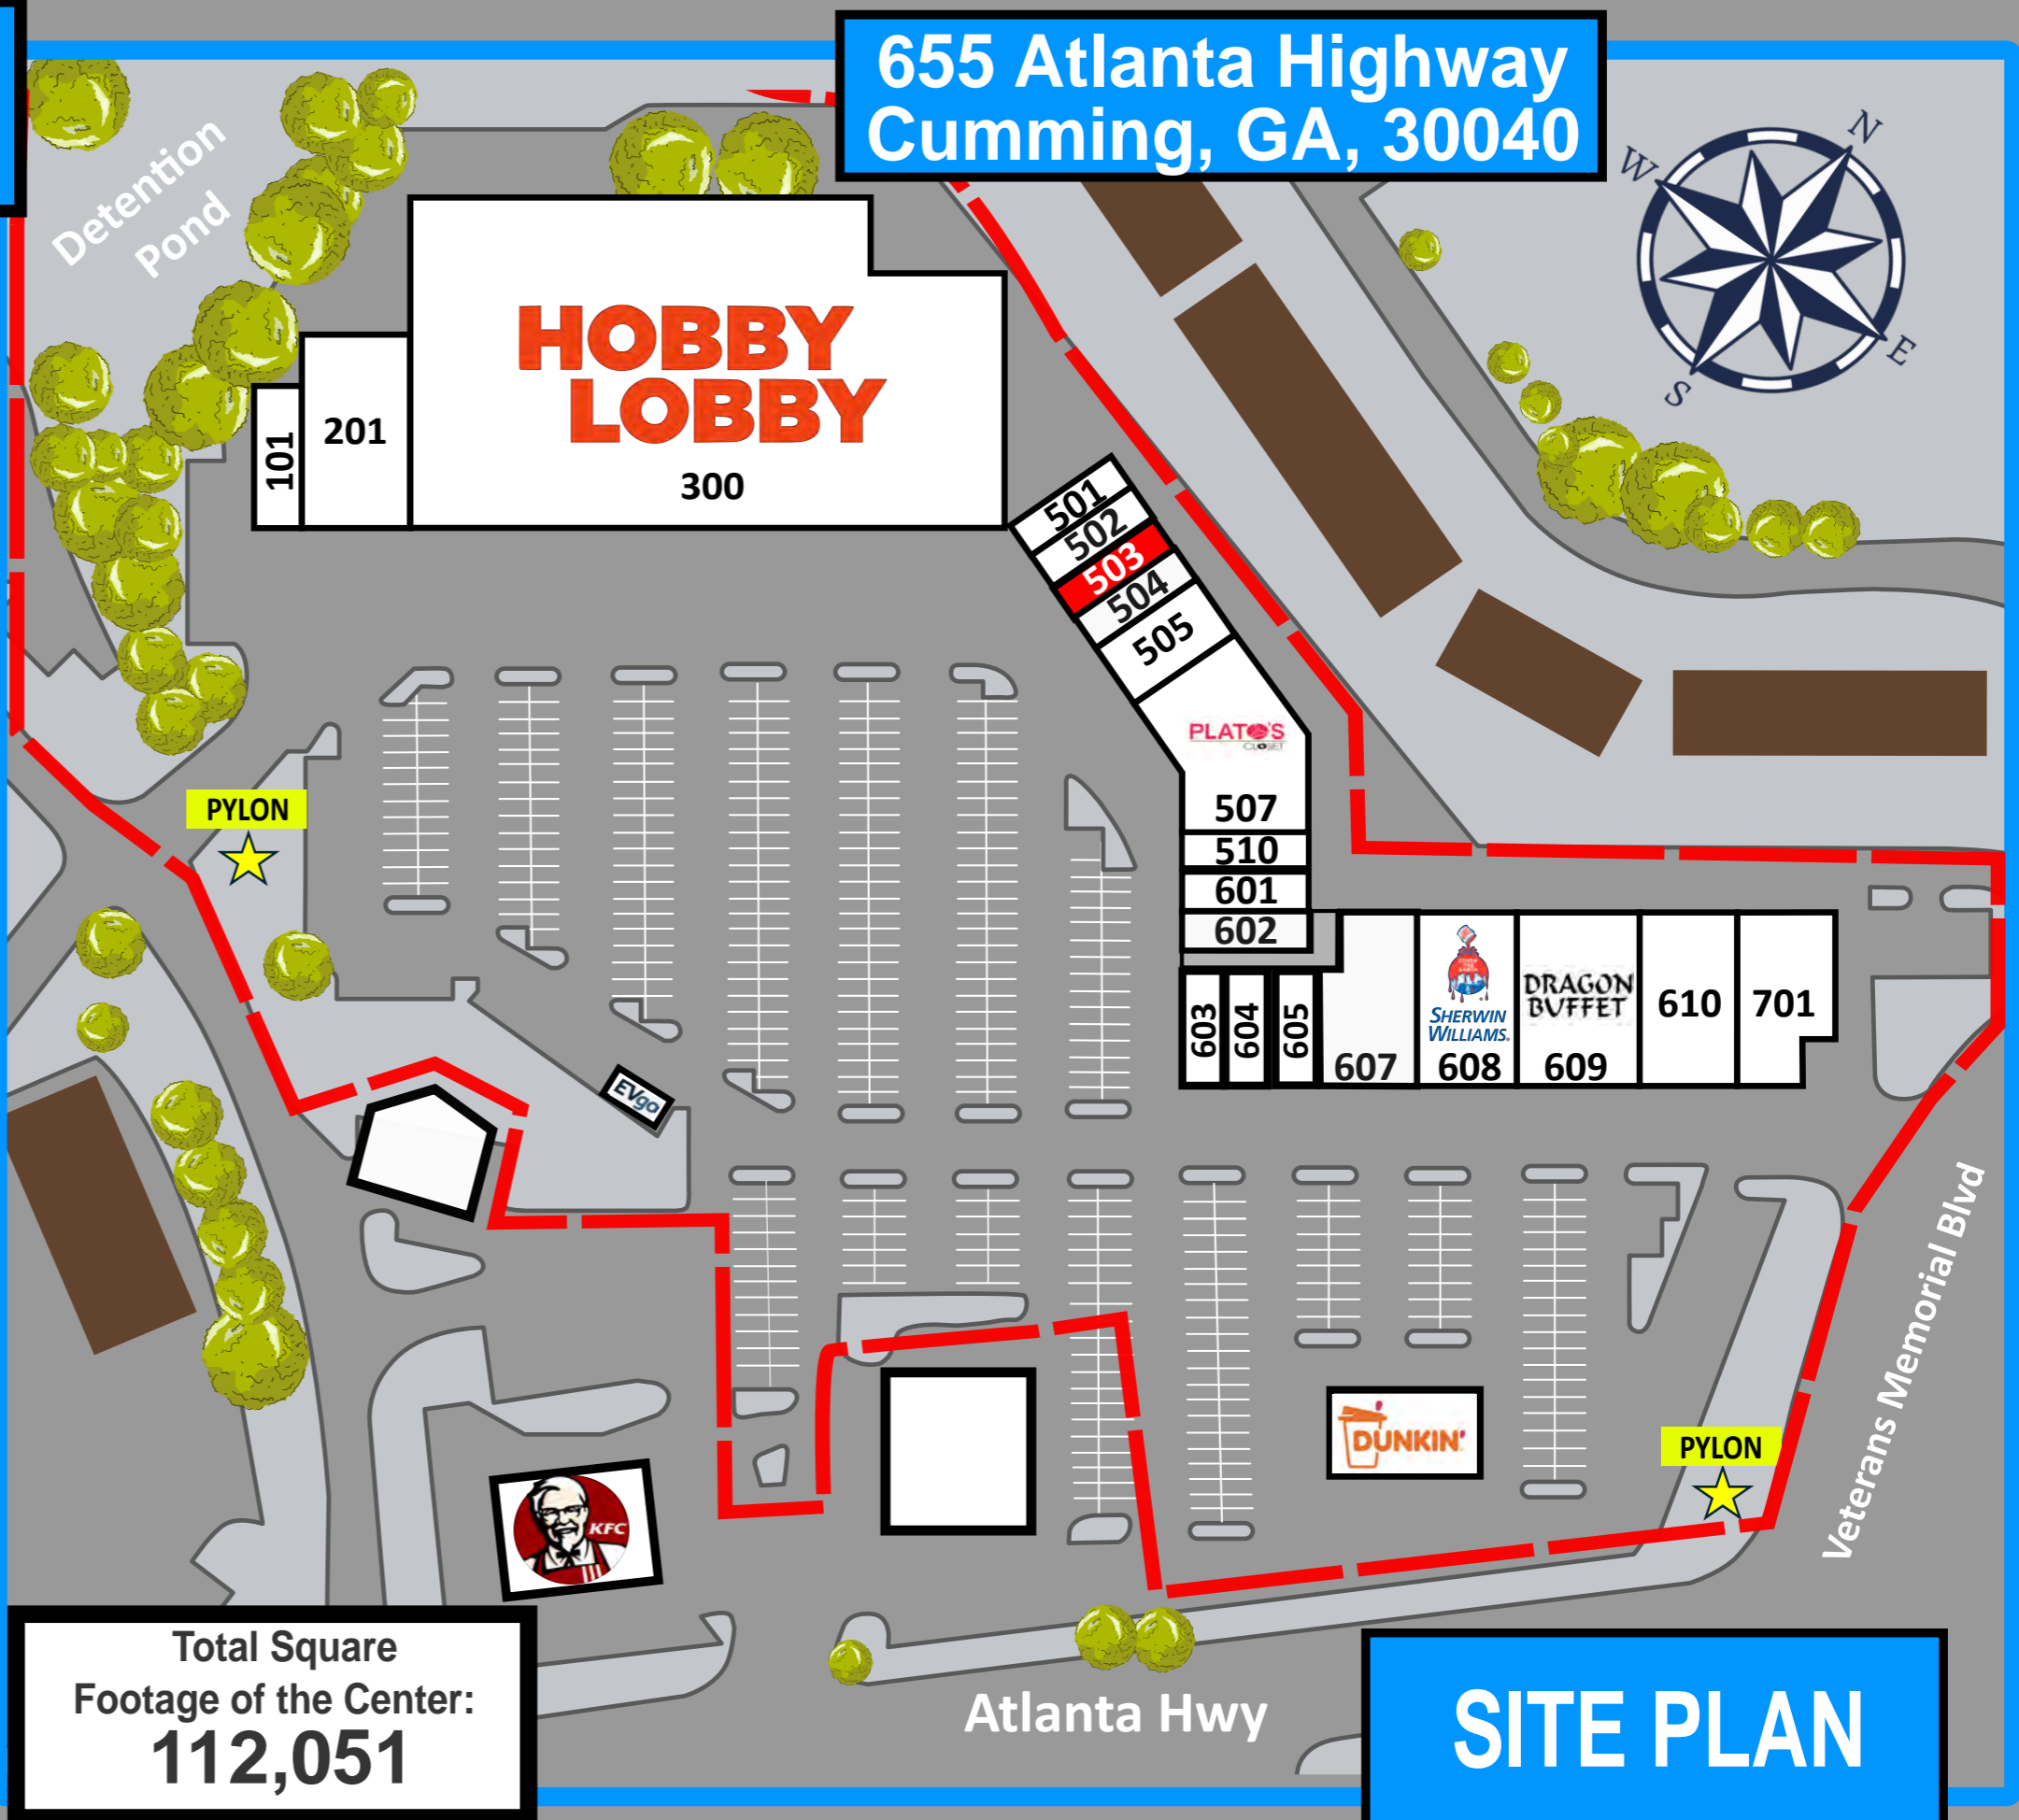 655 Atlanta Highway
Cumming, GA, 30040
N
W
E
S
Detention
Pond
HOBBY
LOBBY
300
201
101
501
502
503
504
505
PLATO'S
CLOSET
507
510
601
602
PYLON
603
604
605
607
SHERWIN
WILLIAMS.
608
DRAGON
BUFFET
609
610
701
EVgo
DUNKIN'
PYLON
Veterans Memorial Blvd
KFC
Atlanta Hwy
Total Square
Footage of the Center:
112,051
SITE PLAN